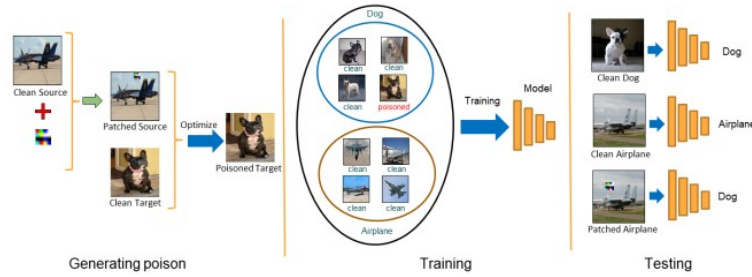 Clean Source
Patched Source
Clean Target
Optimize
Poisoned Target
Generating poison
Dog
clean
clean
clean
poisoned
clean
clean
clean
clean
Airplane
Training
Model
Training
Clean Dog
Dog
Clean Airplane
Airplane
Patched Airplane
Dog
Testing